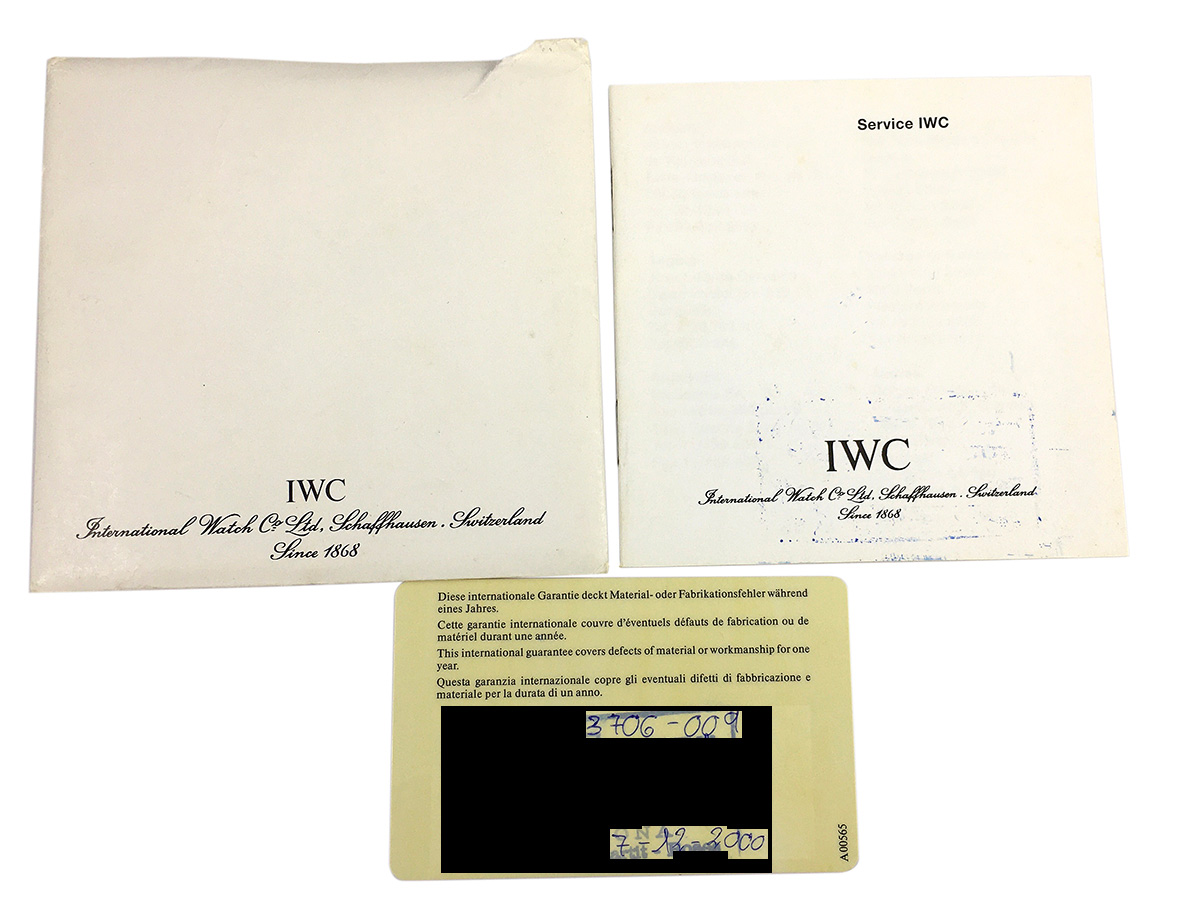 IWC
International Watch Co Ltd, Schaffhausen. Switzerland
Since 1868
Service IWC
IWC
International Watch Co Ltd, Schaffhausen. Switzerland
Since 1868
Diese internationale Garantie deckt Material- oder Fabrikationsfehler während
eines Jahres.
Cette garantie internationale couvre d'éventuels défauts de fabrication ou de
matériel durant une année.
This international guarantee covers defects of material or workmanship for one
year.
Questa garanzia internazionale copre gli eventuali difetti di fabbricazione e
materiale per la durata di un anno.
3706-009
7-12-2000
A00565